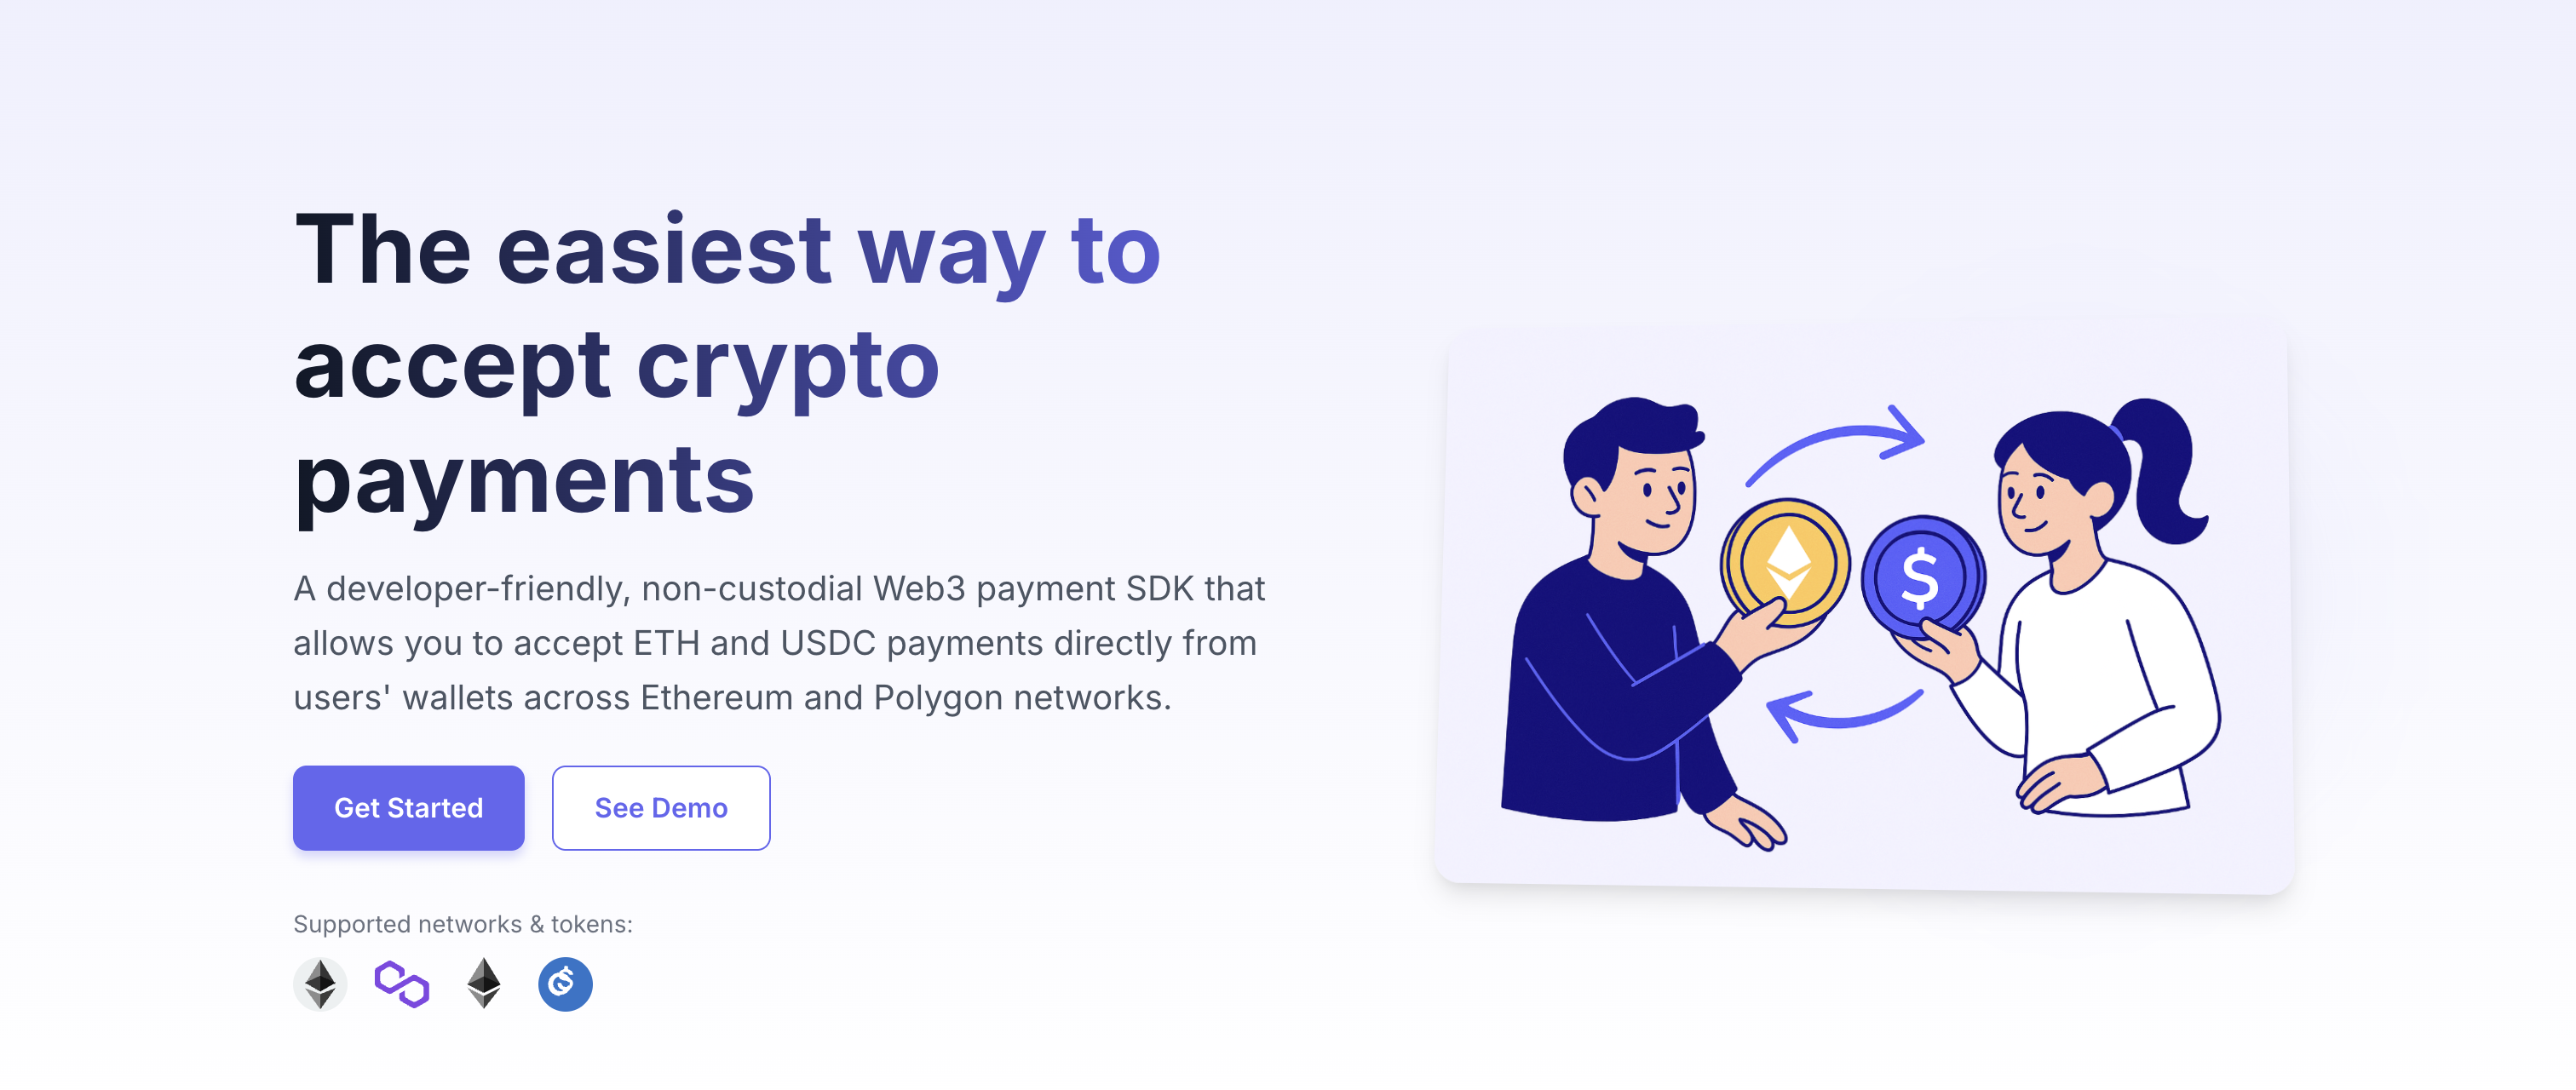 The easiest way to
accept crypto
payments
A developer-friendly, non-custodial Web3 payment SDK that
allows you to accept ETH and USDC payments directly from
users' wallets across Ethereum and Polygon networks.
Get Started
See Demo
Supported networks & tokens:
$